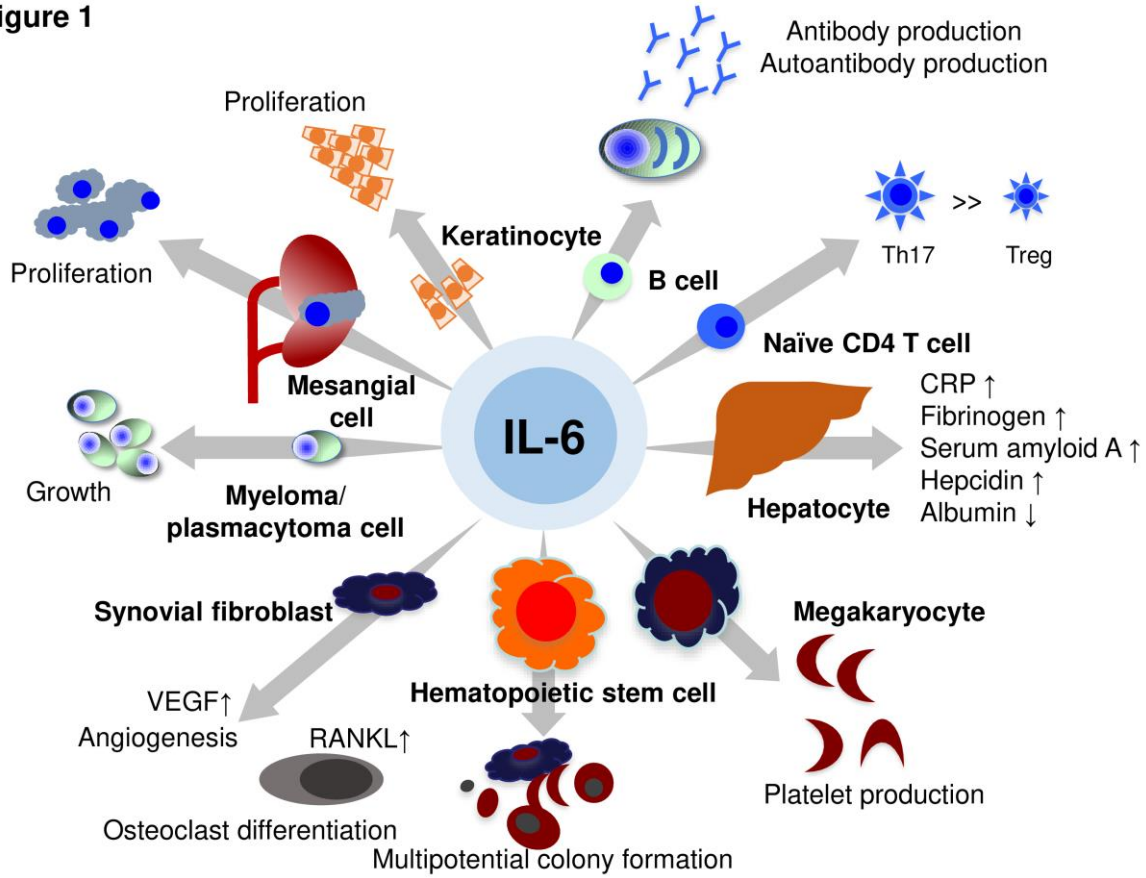 igure 1
Antibody production
Autoantibody production
Proliferation
Keratinocyte
B cell
Th17
>>
Treg
Naïve CD4 T cell
Proliferation
Mesangial
cell
IL-6
CRP ↑
Fibrinogen ↑
Serum amyloid A ↑
Hepcidin ↑
Albumin ↓
Hepatocyte
Growth
Myeloma/
plasmacytoma cell
Synovial fibroblast
VEGF↑
Angiogenesis
RANKL↑
Osteoclast differentiation
Hematopoietic stem cell
Multipotential colony formation
Megakaryocyte
Platelet production